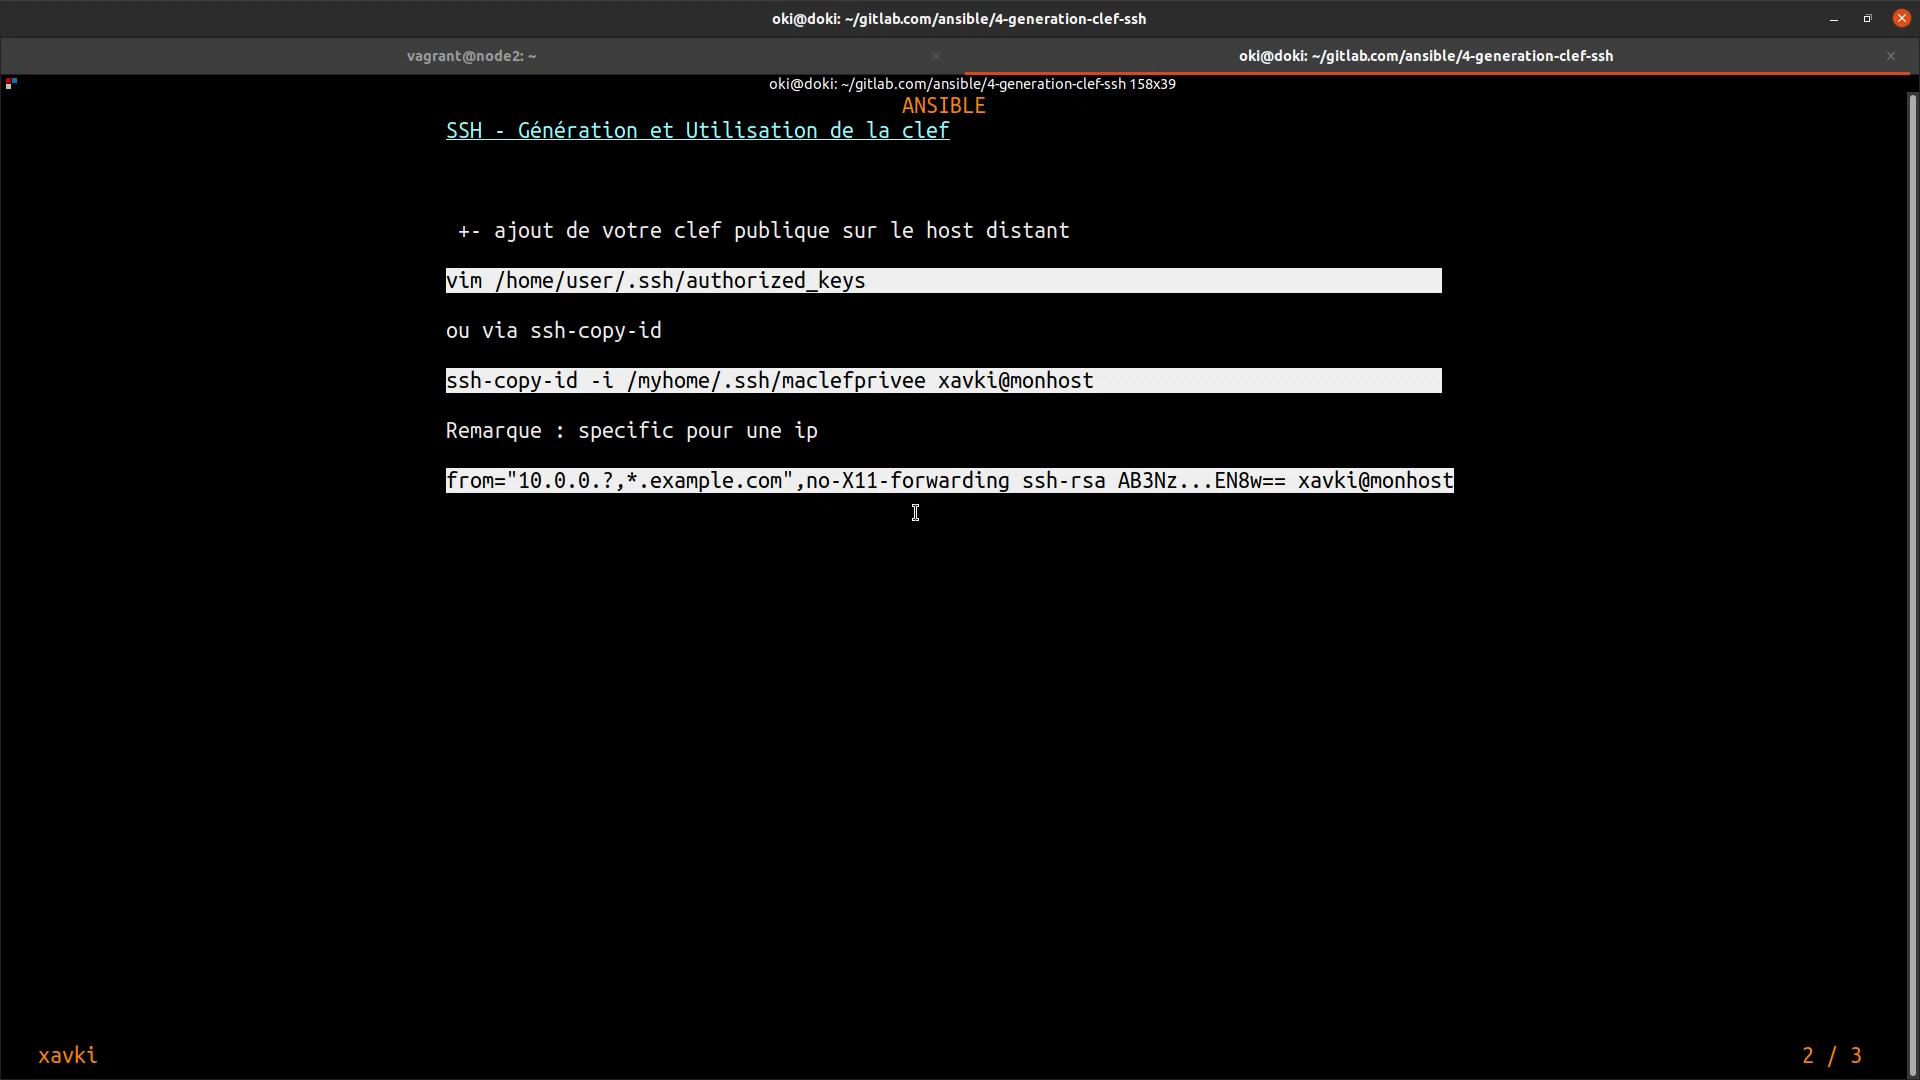 oki@doki: ~/gitlab.com/ansible/4-generation-clef-ssh
vagrant@node2: ~
oki@doki: ~/gitlab.com/ansible/4-generation-clef-ssh
oki@doki: ~/gitlab.com/ansible/4-generation-clef-ssh 158x39
ANSIBLE
SSH - Génération et Utilisation de la clef
+- ajout de votre clef publique sur le host distant
vim /home/user/.ssh/authorized_keys
ou via ssh-copy-id
ssh-copy-id -i /myhome/.ssh/maclefprivee xavki@monhost
Remarque : specific pour une ip
from="10.0.0.?,*.example.com",no-X11-forwarding ssh-rsa AB3Nz...EN8w== xavki@monhost
xavki
2 / 3